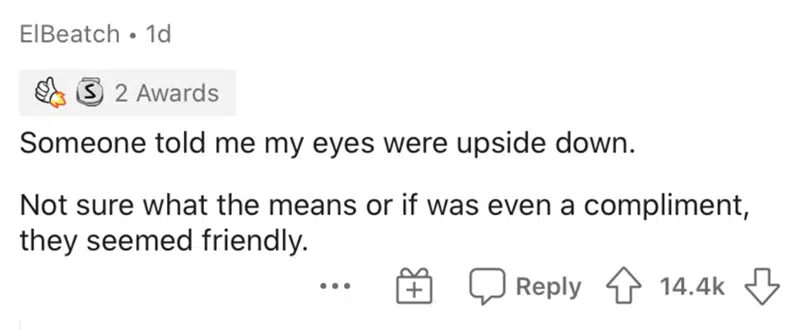 ElBeatch • 1d
2 Awards
Someone told me my eyes were upside down.
Not sure what the means or if was even a compliment,
they seemed friendly.
Reply 14.4k